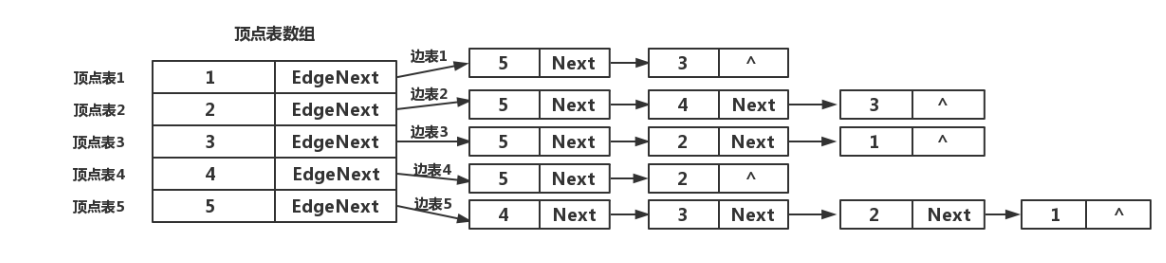 顶点表数组
顶点表1 1 EdgeNext 边表1 5 Next 3 ^
顶点表2 2 EdgeNext 边表2 5 Next 4 Next 3 ^
顶点表3 3 EdgeNext 边表3 5 Next 2 Next 1 ^
顶点表4 4 EdgeNext 边表4 5 Next 2 ^
顶点表5 5 EdgeNext 边表5 4 Next 3 Next 2 Next 1 ^